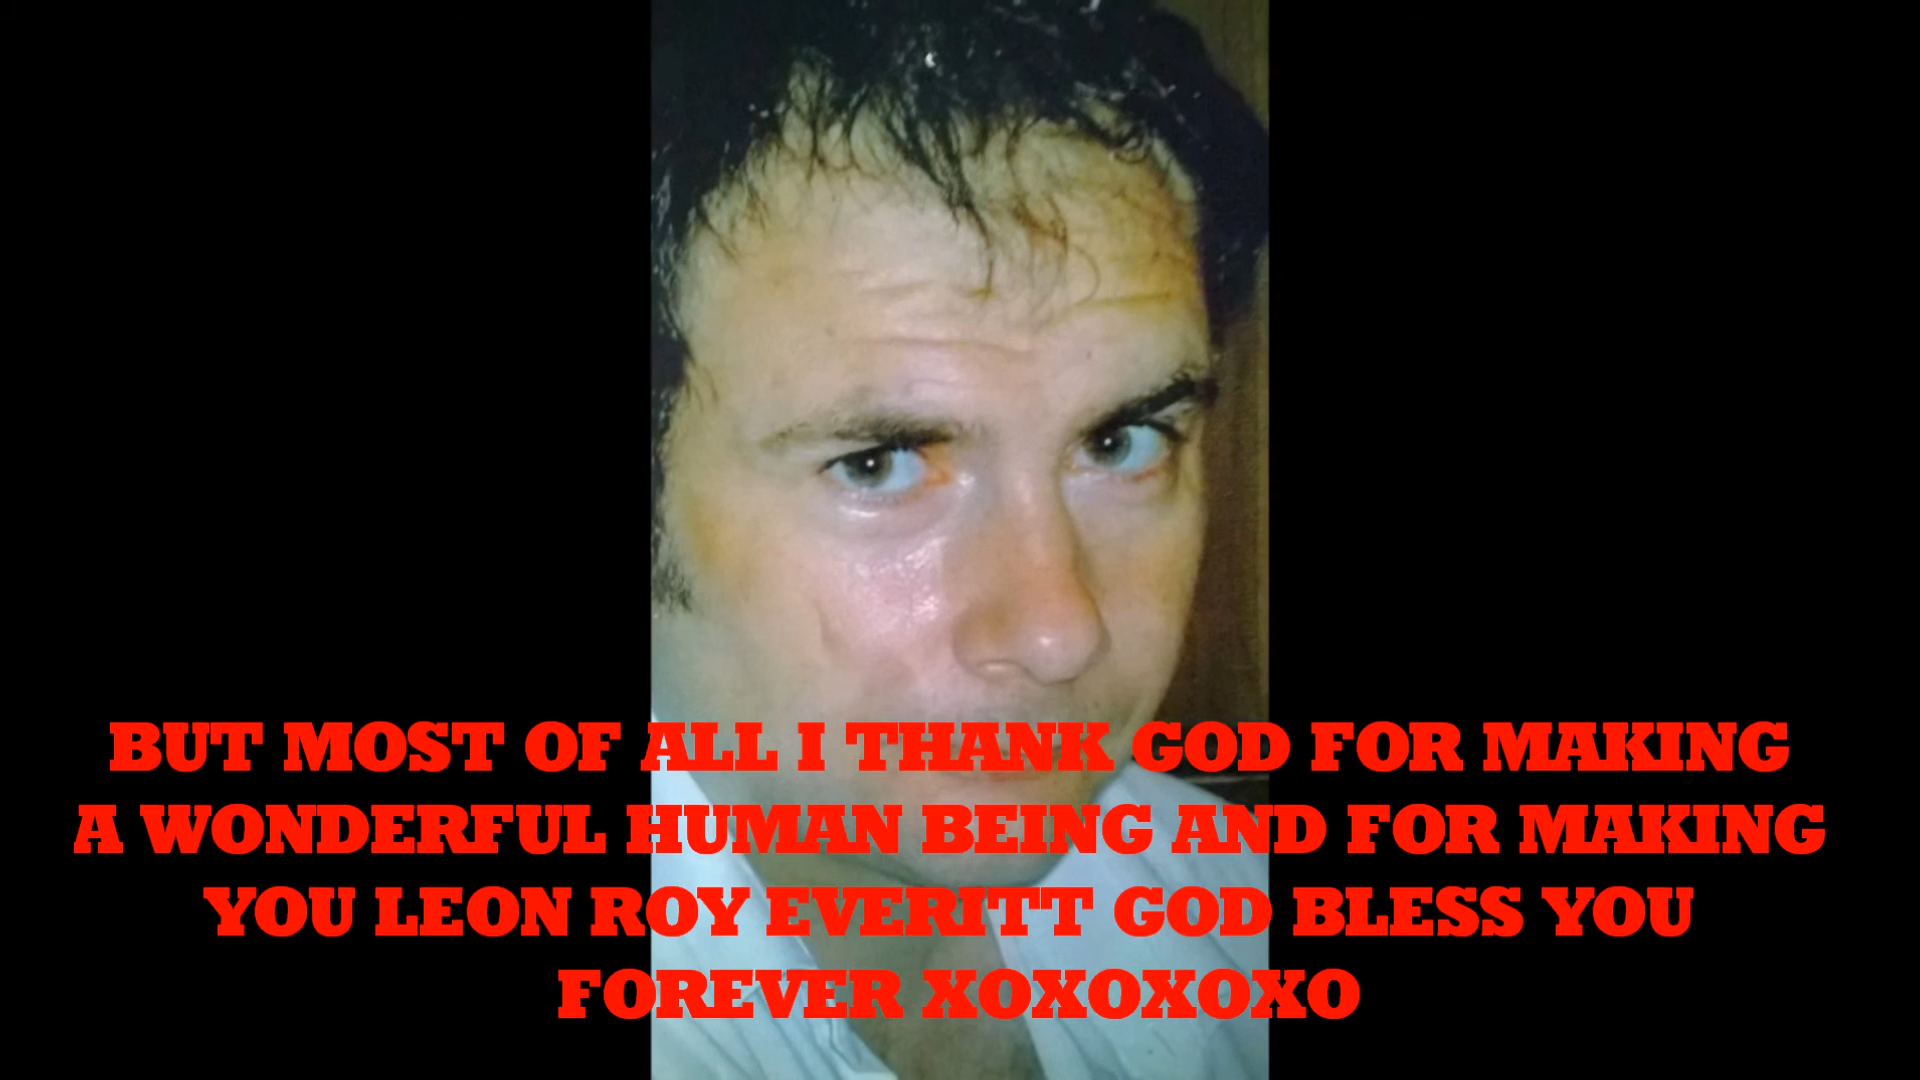 BUT MOST OF ALL I THANK GOD FOR MAKING
A WONDERFUL HUMAN BEING AND FOR MAKING
YOU LEON ROY EVERITT GOD BLESS YOU
FOREVER XOXOXOXO